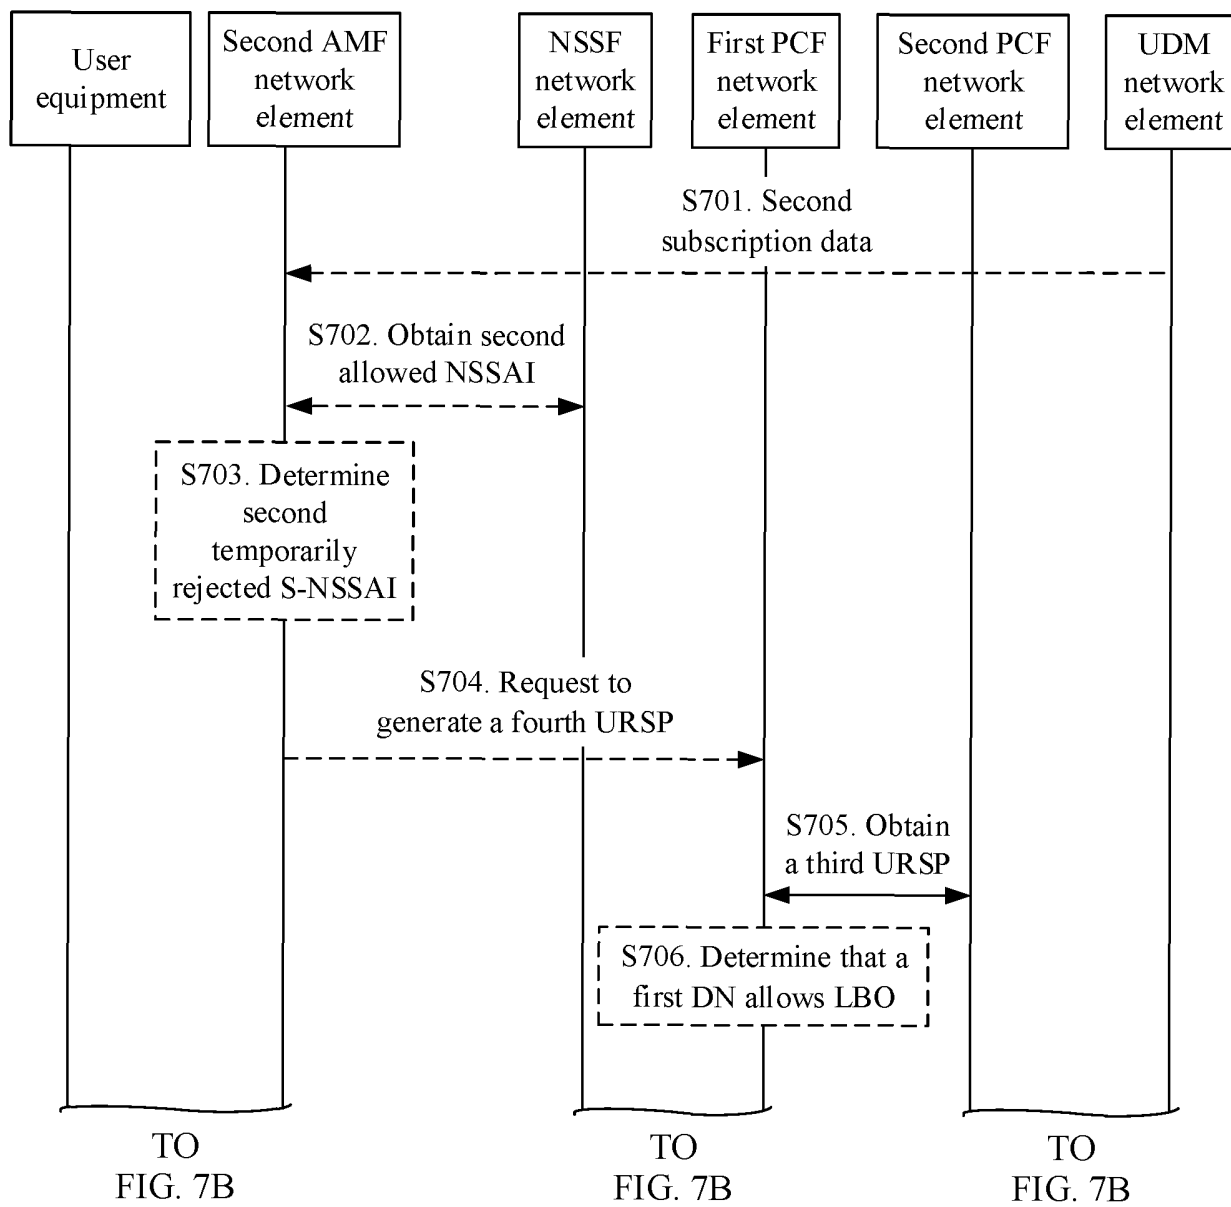 User
equipment
Second AMF
network
element
NSSF
network
element
First PCF
network
element
Second PCF
network
element
UDM
network
element
S701. Second
subscription data
S702. Obtain second
allowed NSSAI
S703. Determine
second
temporarily
rejected S-NSSAI
S704. Request to
generate a fourth URSP
S705. Obtain
a third URSP
S706. Determine that a
first DN allows LBO
TO
FIG. 7B
TO
FIG. 7B
TO
FIG. 7B